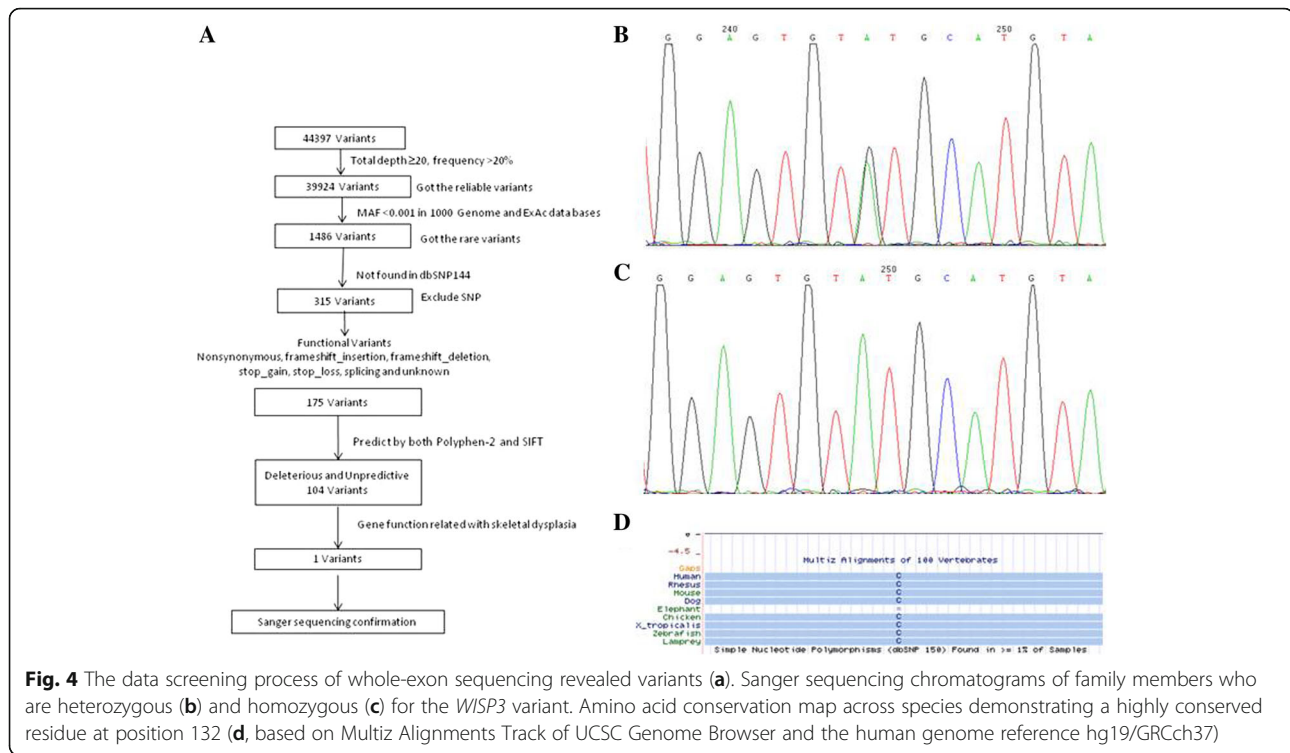 A
44397 Variants
Total depth ≥20, frequency >20%
39924 Variants
Got the reliable variants
MAF <0.001 in 1000 Genome and ExAc data bases
1486 Variants
Got the rare variants
Not found in dbSNP144
315 Variants
Exclude SNP
Functional Variants
Nonsynonymous, frameshift_insertion, frameshift_deletion,
stop_gain, stop_loss, splicing and unknown
175 Variants
Predict by both Polyphen-2 and SIFT
Deleterious and Unpredictive
104 Variants
Gene function related with skeletal dysplasia
1 Variants
Sanger sequencing confirmation
B
240 250
G G A G T G T A T G C A T G T A
C
250
G G A G T G T A T G C A T G T A
D
-4.5
Multiz Alignments of 100 Vertebrates
Gaps
Human C
Rhesus C
Mouse C
Dog C
Elephant =
Chicken C
X_tropicalis C
Zebrafish C
Lamprey C
Simple Nucleotide Polymorphisms (dbSNP 150) Found in >= 1% of Samples
Fig. 4 The data screening process of whole-exon sequencing revealed variants (a). Sanger sequencing chromatograms of family members who
are heterozygous (b) and homozygous (c) for the WISP3 variant. Amino acid conservation map across species demonstrating a highly conserved
residue at position 132 (d, based on Multiz Alignments Track of UCSC Genome Browser and the human genome reference hg19/GRCch37)